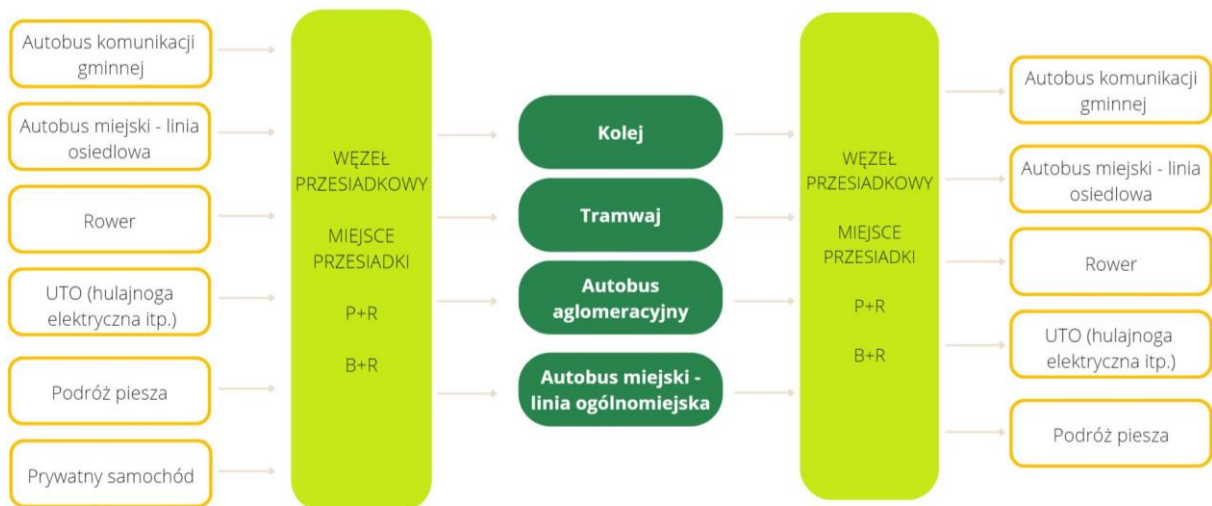 Autobus komunikacji
gminnej
Autobus miejski - linia
osiedlowa
Rower
UTO (hulajnoga
elektryczna itp.)
Podróż piesza
Prywatny samochód
WĘZEŁ
PRZESIADKOWY
MIEJSCE
PRZESIADKI
P+R
B+R
Kolej
Tramwaj
Autobus
aglomeracyjny
Autobus miejski -
linia ogólnomiejska
WĘZEŁ
PRZESIADKOWY
MIEJSCE
PRZESIADKI
P+R
B+R
Autobus komunikacji
gminnej
Autobus miejski - linia
osiedlowa
Rower
UTO (hulajnoga
elektryczna itp.)
Podróż piesza